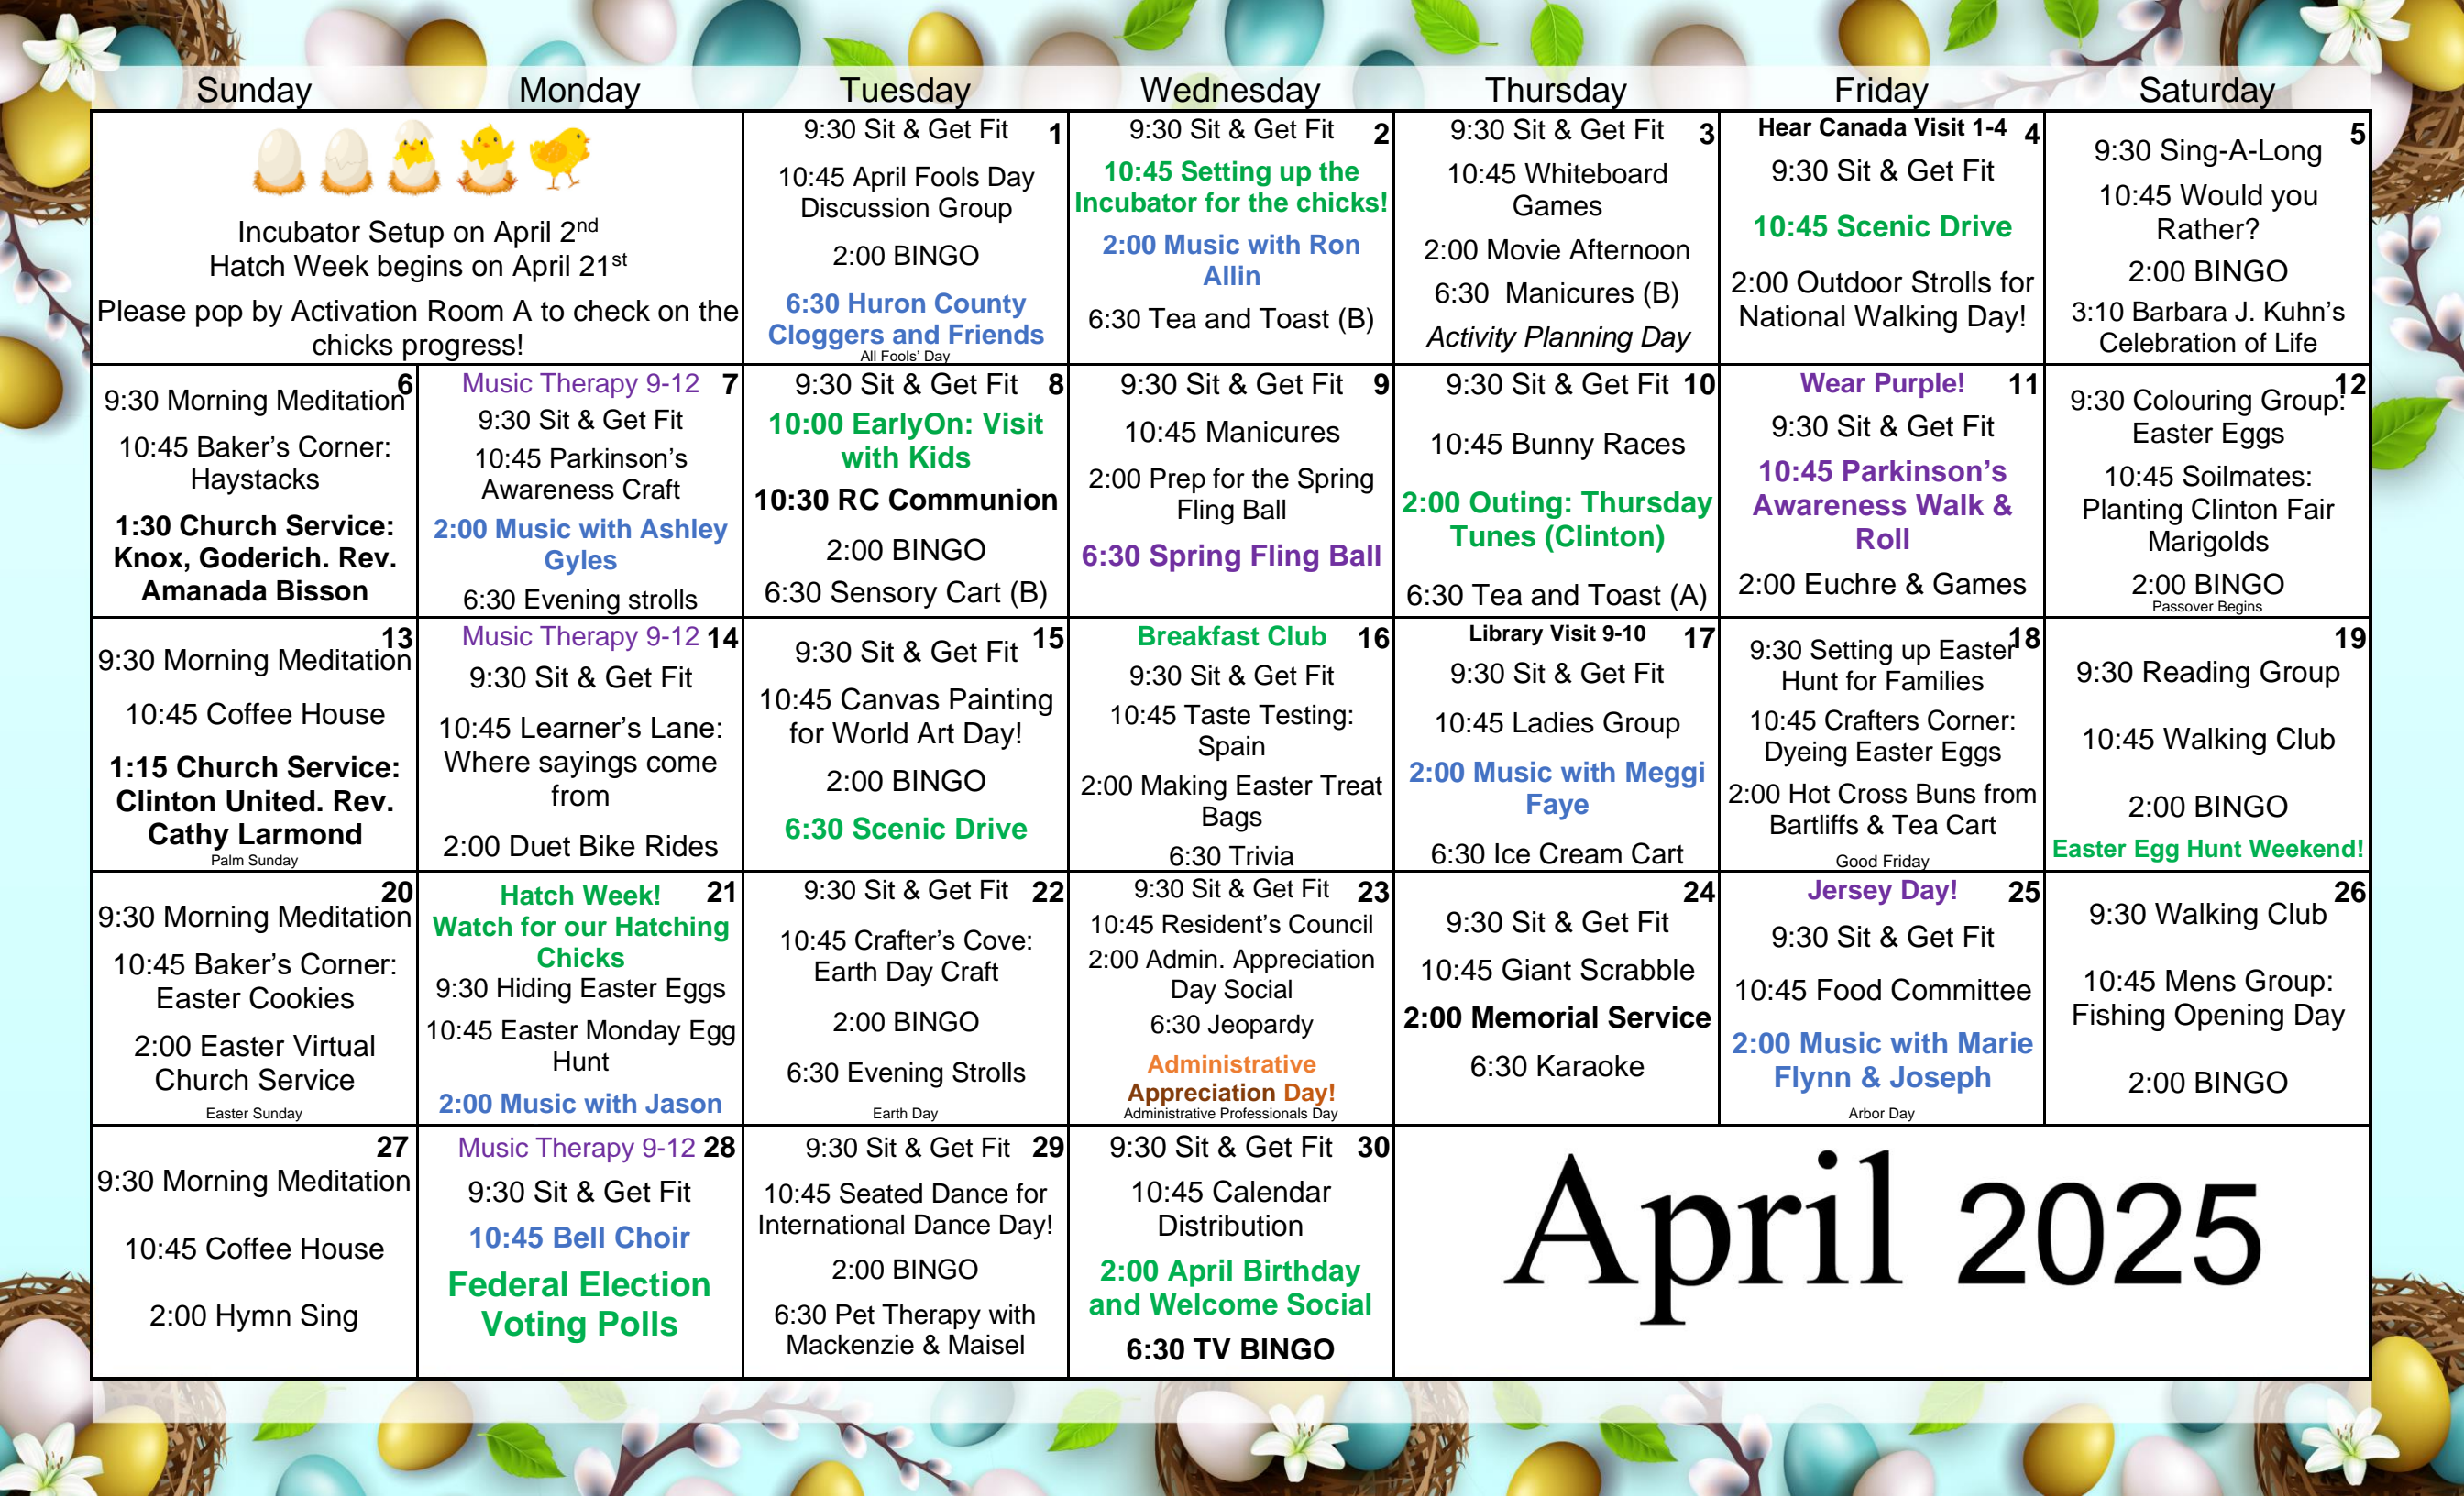 Sunday Monday Tuesday Wednesday Thursday Friday Saturday
Incubator Setup on April 2nd
Hatch Week begins on April 21st
Please pop by Activation Room A to check on the
chicks progress!
1
9:30 Sit & Get Fit
10:45 April Fools Day
Discussion Group
2:00 BINGO
6:30 Huron County
Cloggers and Friends
All Fools' Day
2
9:30 Sit & Get Fit
10:45 Setting up the
Incubator for the chicks!
2:00 Music with Ron
Allin
6:30 Tea and Toast (B)
3
9:30 Sit & Get Fit
10:45 Whiteboard
Games
2:00 Movie Afternoon
6:30 Manicures (B)
Activity Planning Day
4
Hear Canada Visit 1-4
9:30 Sit & Get Fit
10:45 Scenic Drive
2:00 Outdoor Strolls for
National Walking Day!
5
9:30 Sing-A-Long
10:45 Would you
Rather?
2:00 BINGO
3:10 Barbara J. Kuhn's
Celebration of Life
6
9:30 Morning Meditation
10:45 Baker's Corner:
Haystacks
1:30 Church Service:
Knox, Goderich. Rev.
Amanada Bisson
7
Music Therapy 9-12
9:30 Sit & Get Fit
10:45 Parkinson's
Awareness Craft
2:00 Music with Ashley
Gyles
6:30 Evening strolls
8
9:30 Sit & Get Fit
10:00 EarlyOn: Visit
with Kids
10:30 RC Communion
2:00 BINGO
6:30 Sensory Cart (B)
9
9:30 Sit & Get Fit
10:45 Manicures
2:00 Prep for the Spring
Fling Ball
6:30 Spring Fling Ball
10
9:30 Sit & Get Fit
10:45 Bunny Races
2:00 Outing: Thursday
Tunes (Clinton)
6:30 Tea and Toast (A)
11
Wear Purple!
9:30 Sit & Get Fit
10:45 Parkinson's
Awareness Walk &
Roll
2:00 Euchre & Games
12
9:30 Colouring Group:
Easter Eggs
10:45 Soilmates:
Planting Clinton Fair
Marigolds
2:00 BINGO
Passover Begins
13
9:30 Morning Meditation
10:45 Coffee House
1:15 Church Service:
Clinton United. Rev.
Cathy Larmond
Palm Sunday
14
Music Therapy 9-12
9:30 Sit & Get Fit
10:45 Learner's Lane:
Where sayings come
from
2:00 Duet Bike Rides
15
9:30 Sit & Get Fit
10:45 Canvas Painting
for World Art Day!
2:00 BINGO
6:30 Scenic Drive
16
Breakfast Club
9:30 Sit & Get Fit
10:45 Taste Testing:
Spain
2:00 Making Easter Treat
Bags
6:30 Trivia
17
Library Visit 9-10
9:30 Sit & Get Fit
10:45 Ladies Group
2:00 Music with Meggi
Faye
6:30 Ice Cream Cart
18
9:30 Setting up Easter
Hunt for Families
10:45 Crafters Corner:
Dyeing Easter Eggs
2:00 Hot Cross Buns from
Bartliffs & Tea Cart
Good Friday
19
9:30 Reading Group
10:45 Walking Club
2:00 BINGO
Easter Egg Hunt Weekend!
20
9:30 Morning Meditation
10:45 Baker's Corner:
Easter Cookies
2:00 Easter Virtual
Church Service
Easter Sunday
21
Hatch Week!
Watch for our Hatching
Chicks
9:30 Hiding Easter Eggs
10:45 Easter Monday Egg
Hunt
2:00 Music with Jason
22
9:30 Sit & Get Fit
10:45 Crafter's Cove:
Earth Day Craft
2:00 BINGO
6:30 Evening Strolls
Earth Day
23
9:30 Sit & Get Fit
10:45 Resident's Council
2:00 Admin. Appreciation
Day Social
6:30 Jeopardy
Administrative
Appreciation Day!
Administrative Professionals Day
24
9:30 Sit & Get Fit
10:45 Giant Scrabble
2:00 Memorial Service
6:30 Karaoke
25
Jersey Day!
9:30 Sit & Get Fit
10:45 Food Committee
2:00 Music with Marie
Flynn & Joseph
Arbor Day
26
9:30 Walking Club
10:45 Mens Group:
Fishing Opening Day
2:00 BINGO
27
9:30 Morning Meditation
10:45 Coffee House
2:00 Hymn Sing
28
Music Therapy 9-12
9:30 Sit & Get Fit
10:45 Bell Choir
Federal Election
Voting Polls
29
9:30 Sit & Get Fit
10:45 Seated Dance for
International Dance Day!
2:00 BINGO
6:30 Pet Therapy with
Mackenzie & Maisel
30
9:30 Sit & Get Fit
10:45 Calendar
Distribution
2:00 April Birthday
and Welcome Social
6:30 TV BINGO
April 2025